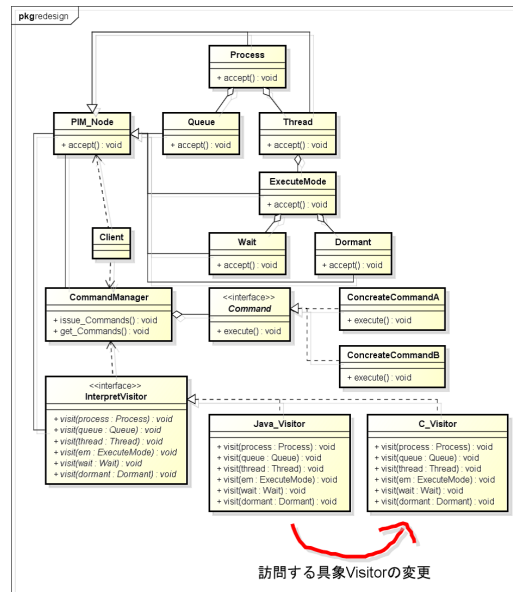 pkg redesign
Process
+ accept() : void
PIM_Node
+ accept() : void
Queue
+ accept() : void
Thread
+ accept() : void
ExecuteMode
+ accept() : void
Client
Wait
+ accept() : void
Dormant
+ accept() : void
CommandManager
+ issue_Commands() : void
+ get_Commands() : void
<<interface>>
Command
+ execute() : void
ConcreateCommandA
+ execute() : void
ConcreateCommandB
+ execute() : void
<<interface>>
InterpretVisitor
+ visit(process : Process) : void
+ visit(queue : Queue) : void
+ visit(thread : Thread) : void
+ visit(em : ExecuteMode) : void
+ visit(wait : Wait) : void
+ visit(dormant : Dormant) : void
Java_Visitor
+ visit(process : Process) : void
+ visit(queue : Queue) : void
+ visit(thread : Thread) : void
+ visit(em : ExecuteMode) : void
+ visit(wait : Wait) : void
+ visit(dormant : Dormant) : void
C_Visitor
+ visit(process : Process) : void
+ visit(queue : Queue) : void
+ visit(thread : Thread) : void
+ visit(em : ExecuteMode) : void
+ visit(wait : Wait) : void
+ visit(dormant : Dormant) : void
訪問する具象Visitorの変更